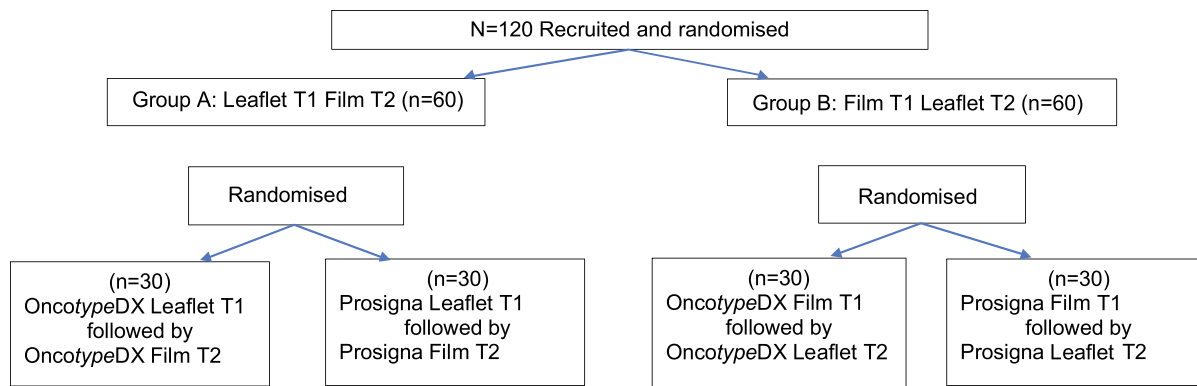 N=120 Recruited and randomised
Group A: Leaflet T1 Film T2 (n=60)
Group B: Film T1 Leaflet T2 (n=60)
Randomised
Randomised
(n=30)
OncotypeDX Leaflet T1
followed by
OncotypeDX Film T2
(n=30)
Prosigna Leaflet T1
followed by
Prosigna Film T2
(n=30)
OncotypeDX Film T1
followed by
OncotypeDX Leaflet T2
(n=30)
Prosigna Film T1
followed by
Prosigna Leaflet T2